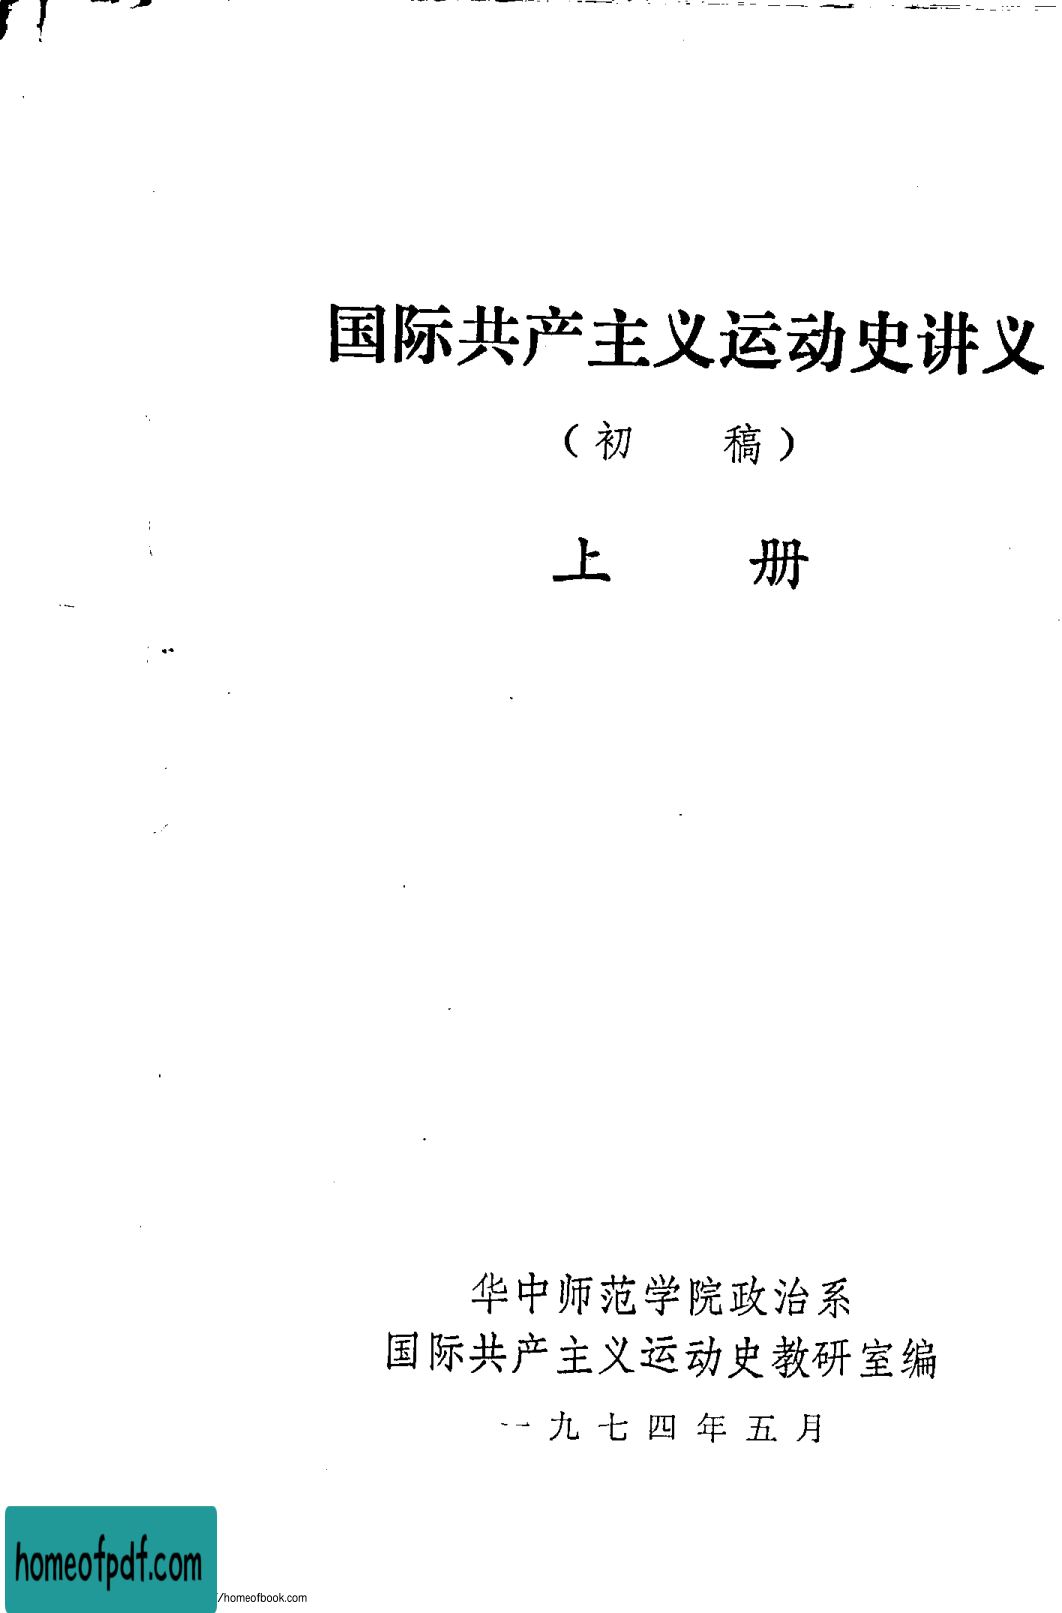 国际共产主义运动史讲义
（初 稿）
上 册
华中师范学院政治系
国际共产主义运动史教研室编
一九七四年五月
homeofpdf.com
/homeofbook.com